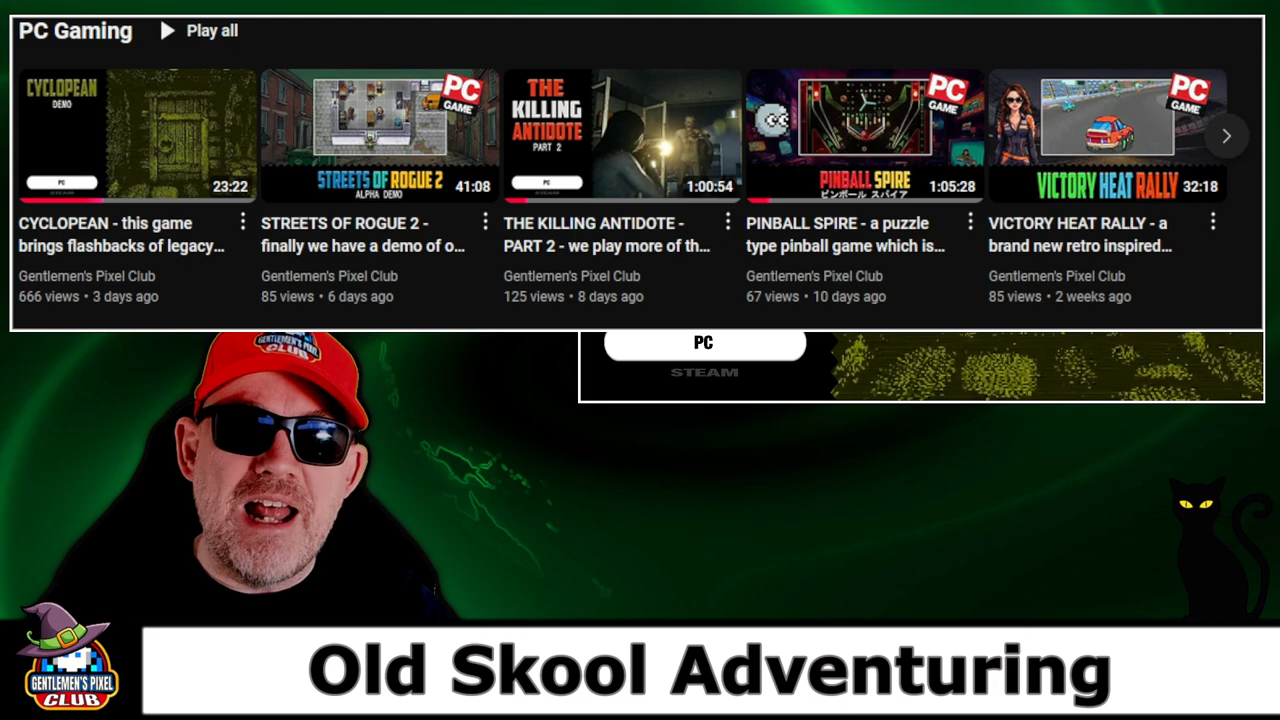 PC Gaming Play all
CYCLOPEAN
DEMO
PC
STEAM
23:22
PC
GAME
STREETS OF ROGUE 2
ALPHA DEMO
41:08
THE
KILLING
ANTIDOTE
PART 2
PC
STEAM
1:00:54
PC
GAME
PINBALL SPIRE
ピンボール スパイア
1:05:28
PC
GAME
VICTORY HEAT RALLY
32:18
CYCLOPEAN - this game
brings flashbacks of legacy...
Gentlemen's Pixel Club
666 views • 3 days ago
STREETS OF ROGUE 2 -
finally we have a demo of o...
Gentlemen's Pixel Club
85 views • 6 days ago
THE KILLING ANTIDOTE -
PART 2 - we play more of th...
Gentlemen's Pixel Club
125 views • 8 days ago
PINBALL SPIRE - a puzzle
type pinball game which is...
Gentlemen's Pixel Club
67 views • 10 days ago
VICTORY HEAT RALLY - a
brand new retro inspired...
Gentlemen's Pixel Club
85 views • 2 weeks ago
PC
STEAM
GENTLEMEN'S PIXEL
CLUB
GENTLEMEN'S PIXEL
CLUB
Old Skool Adventuring